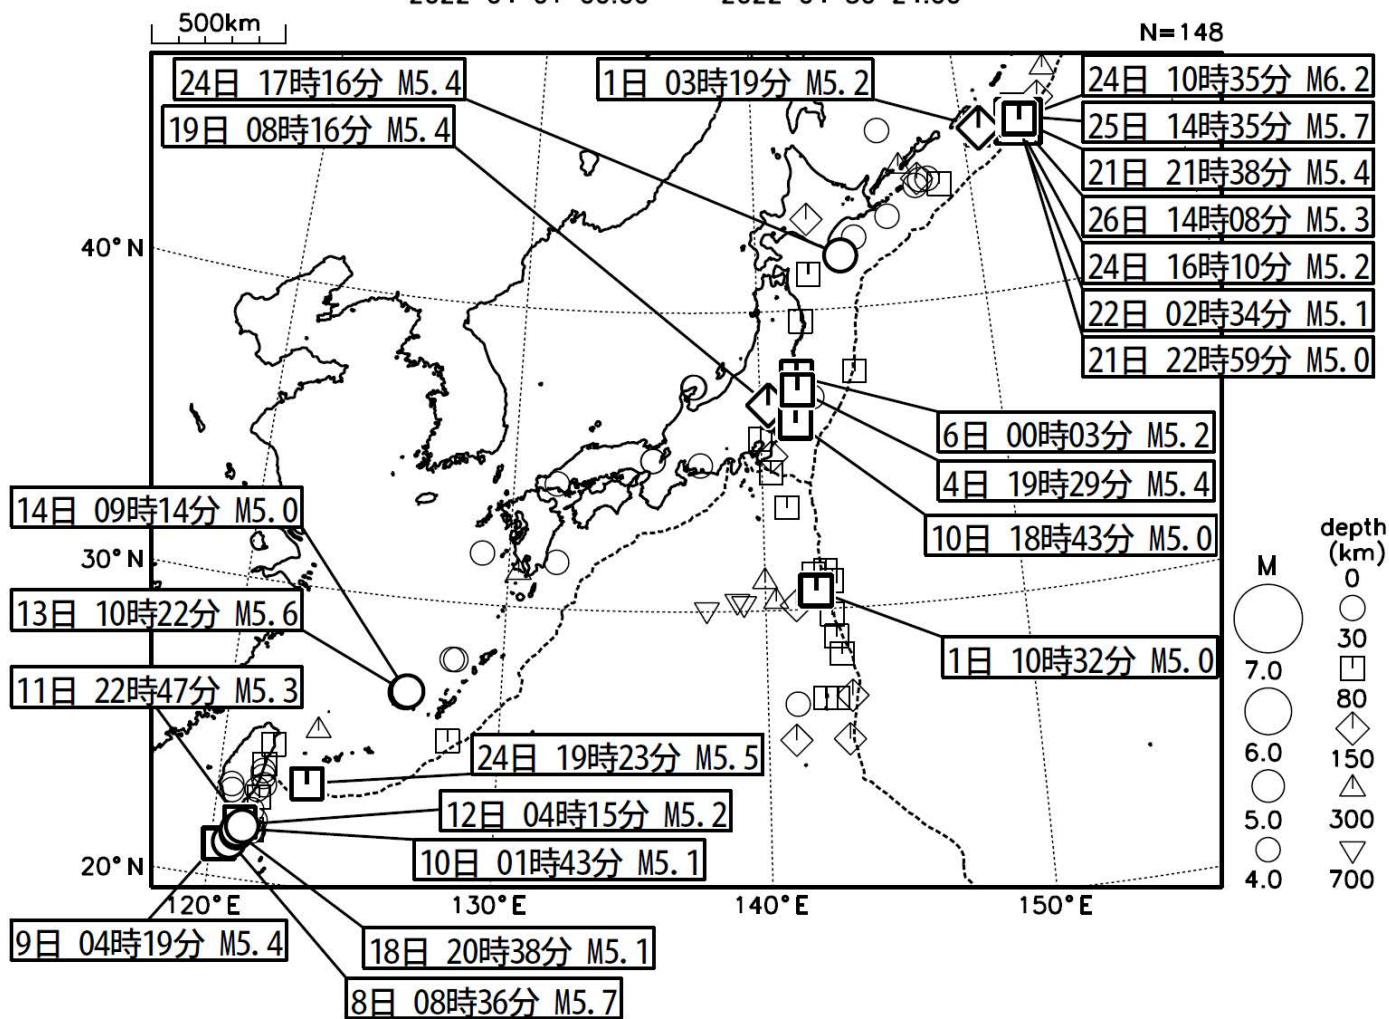 500km
N=148
24日 17時16分 M5.4
1日 03時19分 M5.2
24日 10時35分 M6.2
19日 08時16分 M5.4
25日 14時35分 M5.7
21日 21時38分 M5.4
26日 14時08分 M5.3
24日 16時10分 M5.2
22日 02時34分 M5.1
21日 22時59分 M5.0
40°N
6日 00時03分 M5.2
4日 19時29分 M5.4
10日 18時43分 M5.0
14日 09時14分 M5.0
30°N
13日 10時22分 M5.6
1日 10時32分 M5.0
11日 22時47分 M5.3
24日 19時23分 M5.5
12日 04時15分 M5.2
10日 01時43分 M5.1
20°N
120°E
130°E
140°E
150°E
9日 04時19分 M5.4
18日 20時38分 M5.1
8日 08時36分 M5.7
M
7.0
6.0
5.0
4.0
depth
(km)
0
30
80
150
300
700